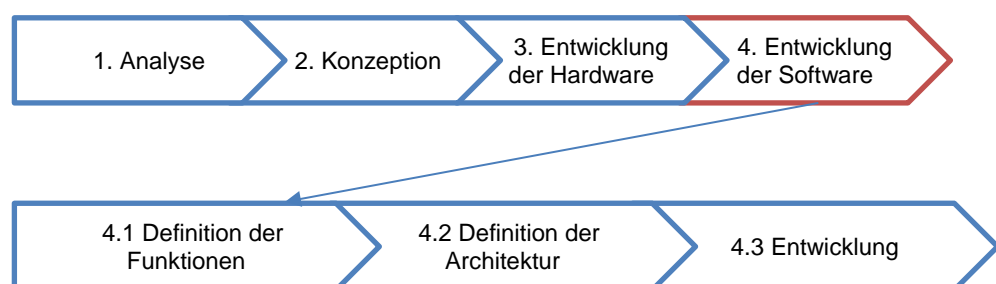 1. Analyse
2. Konzeption
3. Entwicklung
der Hardware
4. Entwicklung
der Software
4.1 Definition der
Funktionen
4.2 Definition der
Architektur
4.3 Entwicklung